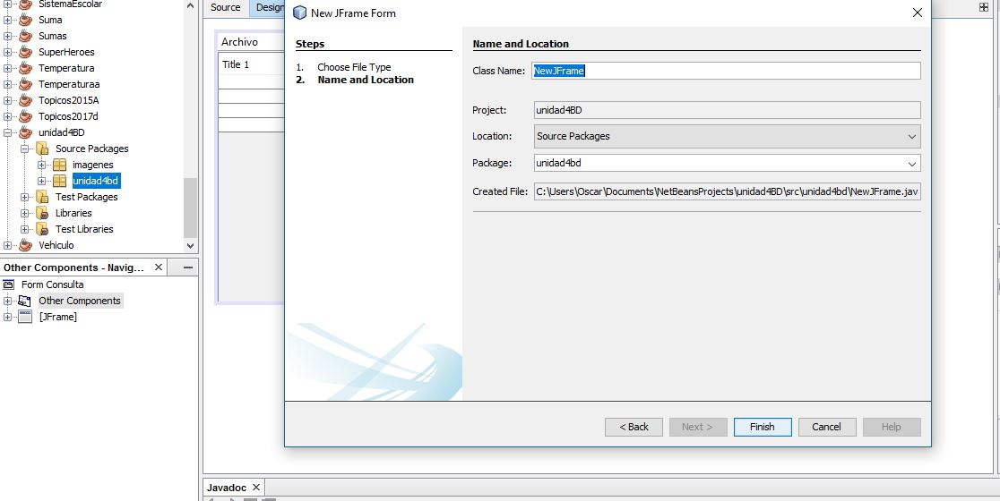 SistemaEscolar
Suma
Sumas
SuperHeroes
Temperatura
Temperaturaa
Topicos2015A
Topicos2017d
unidad4BD
Source Packages
imagenes
unidad4bd
Test Packages
Libraries
Test Libraries
Vehiculo
Other Components - Navig...
Form Consulta
Other Components
[JFrame]
Source
Archivo
Title 1
New JFrame Form
Steps
1. Choose File Type
2. Name and Location
Name and Location
Class Name: NewJFrame
Project: unidad4BD
Location: Source Packages
Package: unidad4bd
Created File: C:\Users\Oscar\Documents\NetBeansProjects\unidad4BD\src\unidad4bd\NewJFrame.jav
< Back
Next >
Finish
Cancel
Help
Javadoc